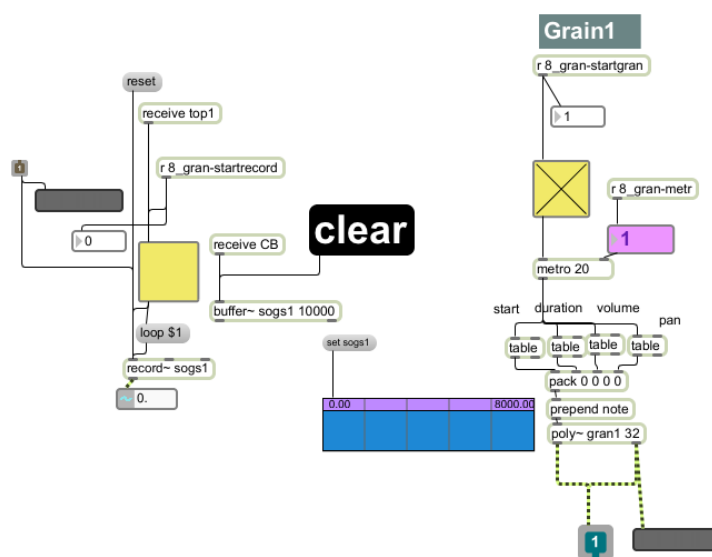 Grain1
r 8_gran-startgran
1
reset
receive top1
1
r 8_gran-startrecord
0
receive CB
clear
r 8_gran-metr
1
metro 20
buffer~ sogs1 10000
loop $1
record~ sogs1
0.
set sogs1
0.00 8000.00
start duration volume pan
table table table table
pack 0 0 0 0
prepend note
poly~ gran1 32
1